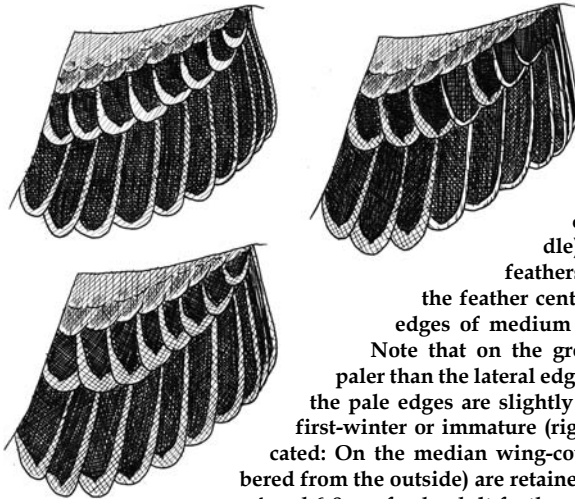 dle)
feathers
the feather cent
edges of medium
Note that on the gre
paler than the lateral edg
the pale edges are slightly
first-winter or immature (rig
cated: On the median wing-co
bered from the outside) are retaine